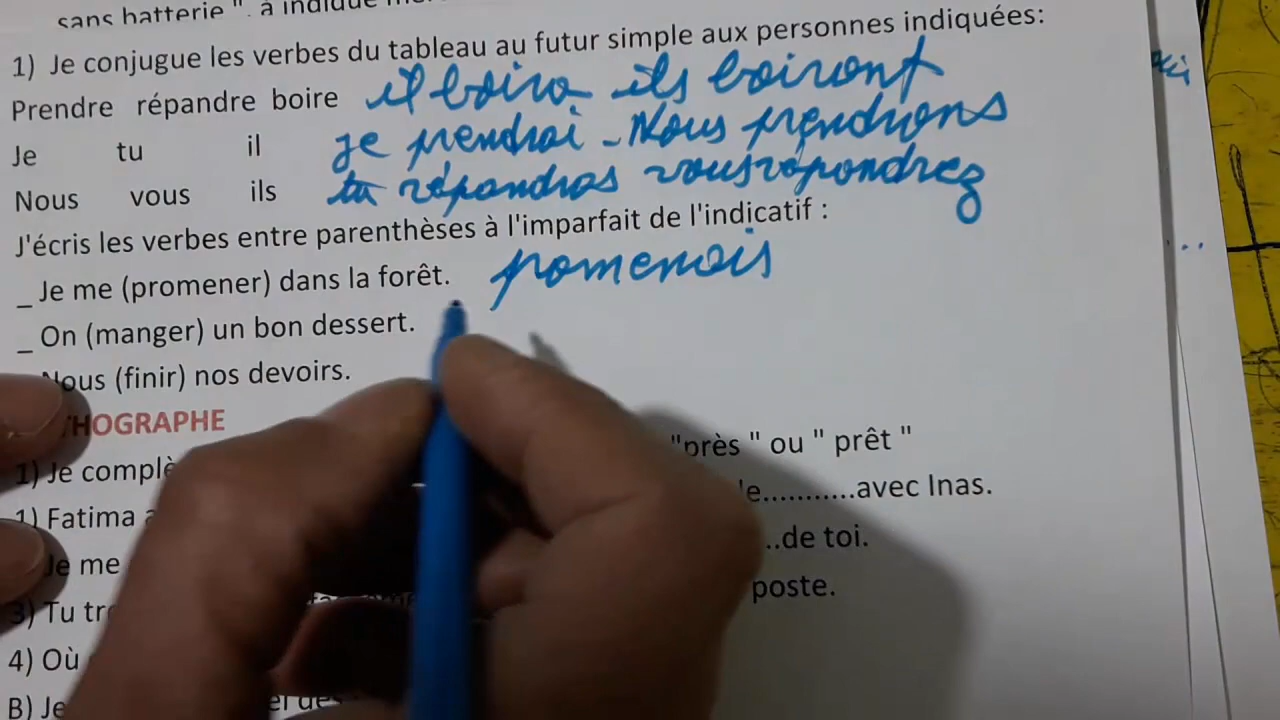 sans batterie ". à
1) Je conjugue les verbes du tableau au futur simple aux personnes indiquées:
Prendre répandre boire il boira ils boiront
Je tu il je prendrai - Nous prendrons
Nous vous ils tu répandras vous répondrez
J'écris les verbes entre parenthèses à l'imparfait de l'indicatif :
_ Je me (promener) dans la forêt. promenais
_ On (manger) un bon dessert.
Nous (finir) nos devoirs.
HOGRAPHE
1) Je complè "près " ou " prêt "
1) Fatima e...........avec Inas.
Je me ..de toi.
3) Tu tr poste.
4) Où
B) Je